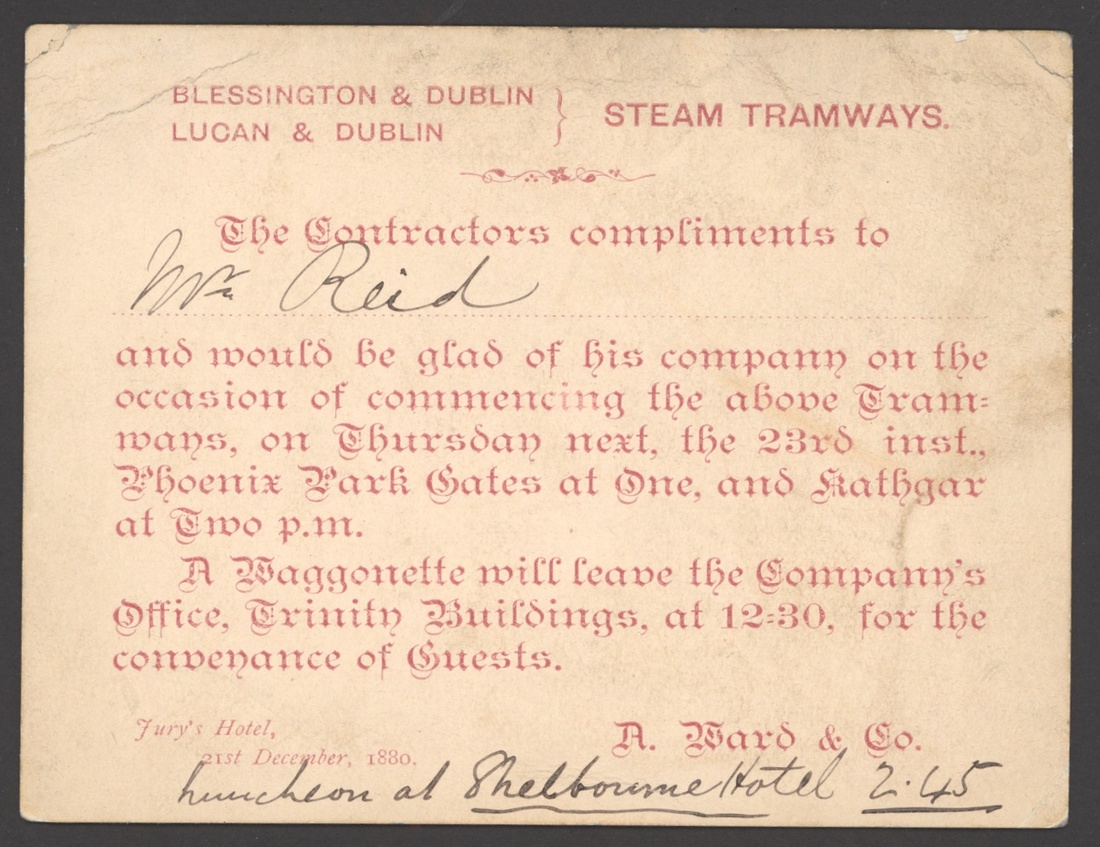 BLESSINGTON & DUBLIN } STEAM TRAMWAYS.
LUCAN & DUBLIN
The Contractors compliments to
Mr. Reid
and would be glad of his company on the
occasion of commencing the above Tram=
ways, on Thursday next, the 23rd inst.,
Phoenix Park Gates at One, and Rathgar
at Two p.m.
A Waggonette will leave the Company's
Office, Trinity Buildings, at 12=30, for the
conveyance of Guests.
Jury's Hotel,
21st December, 1880.
A. Ward & Co.
Luncheon at Shelbourne Hotel 2.45